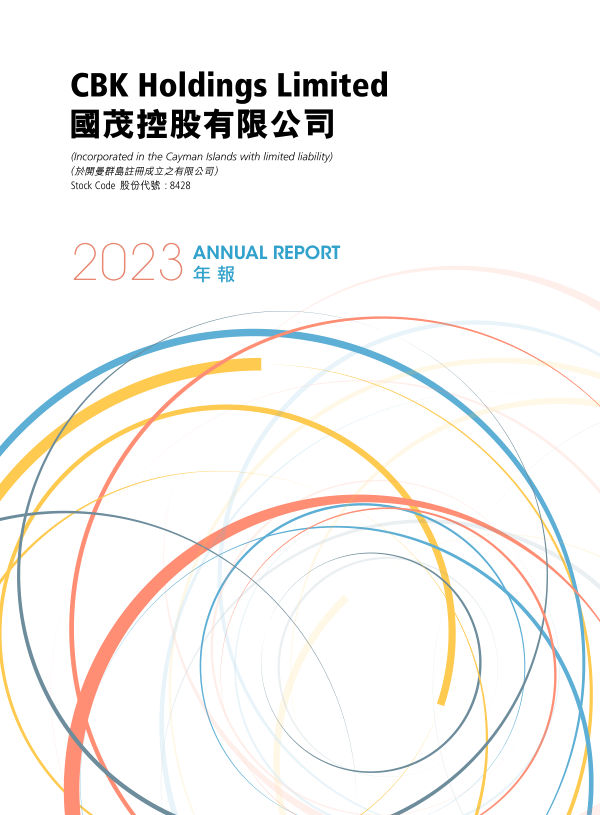 CBK Holdings Limited
國茂控股有限公司
(Incorporated in the Cayman Islands with limited liability)
(於開曼群島註冊成立之有限公司)
Stock Code 股份代號 : 8428
2023 ANNUAL REPORT
年報